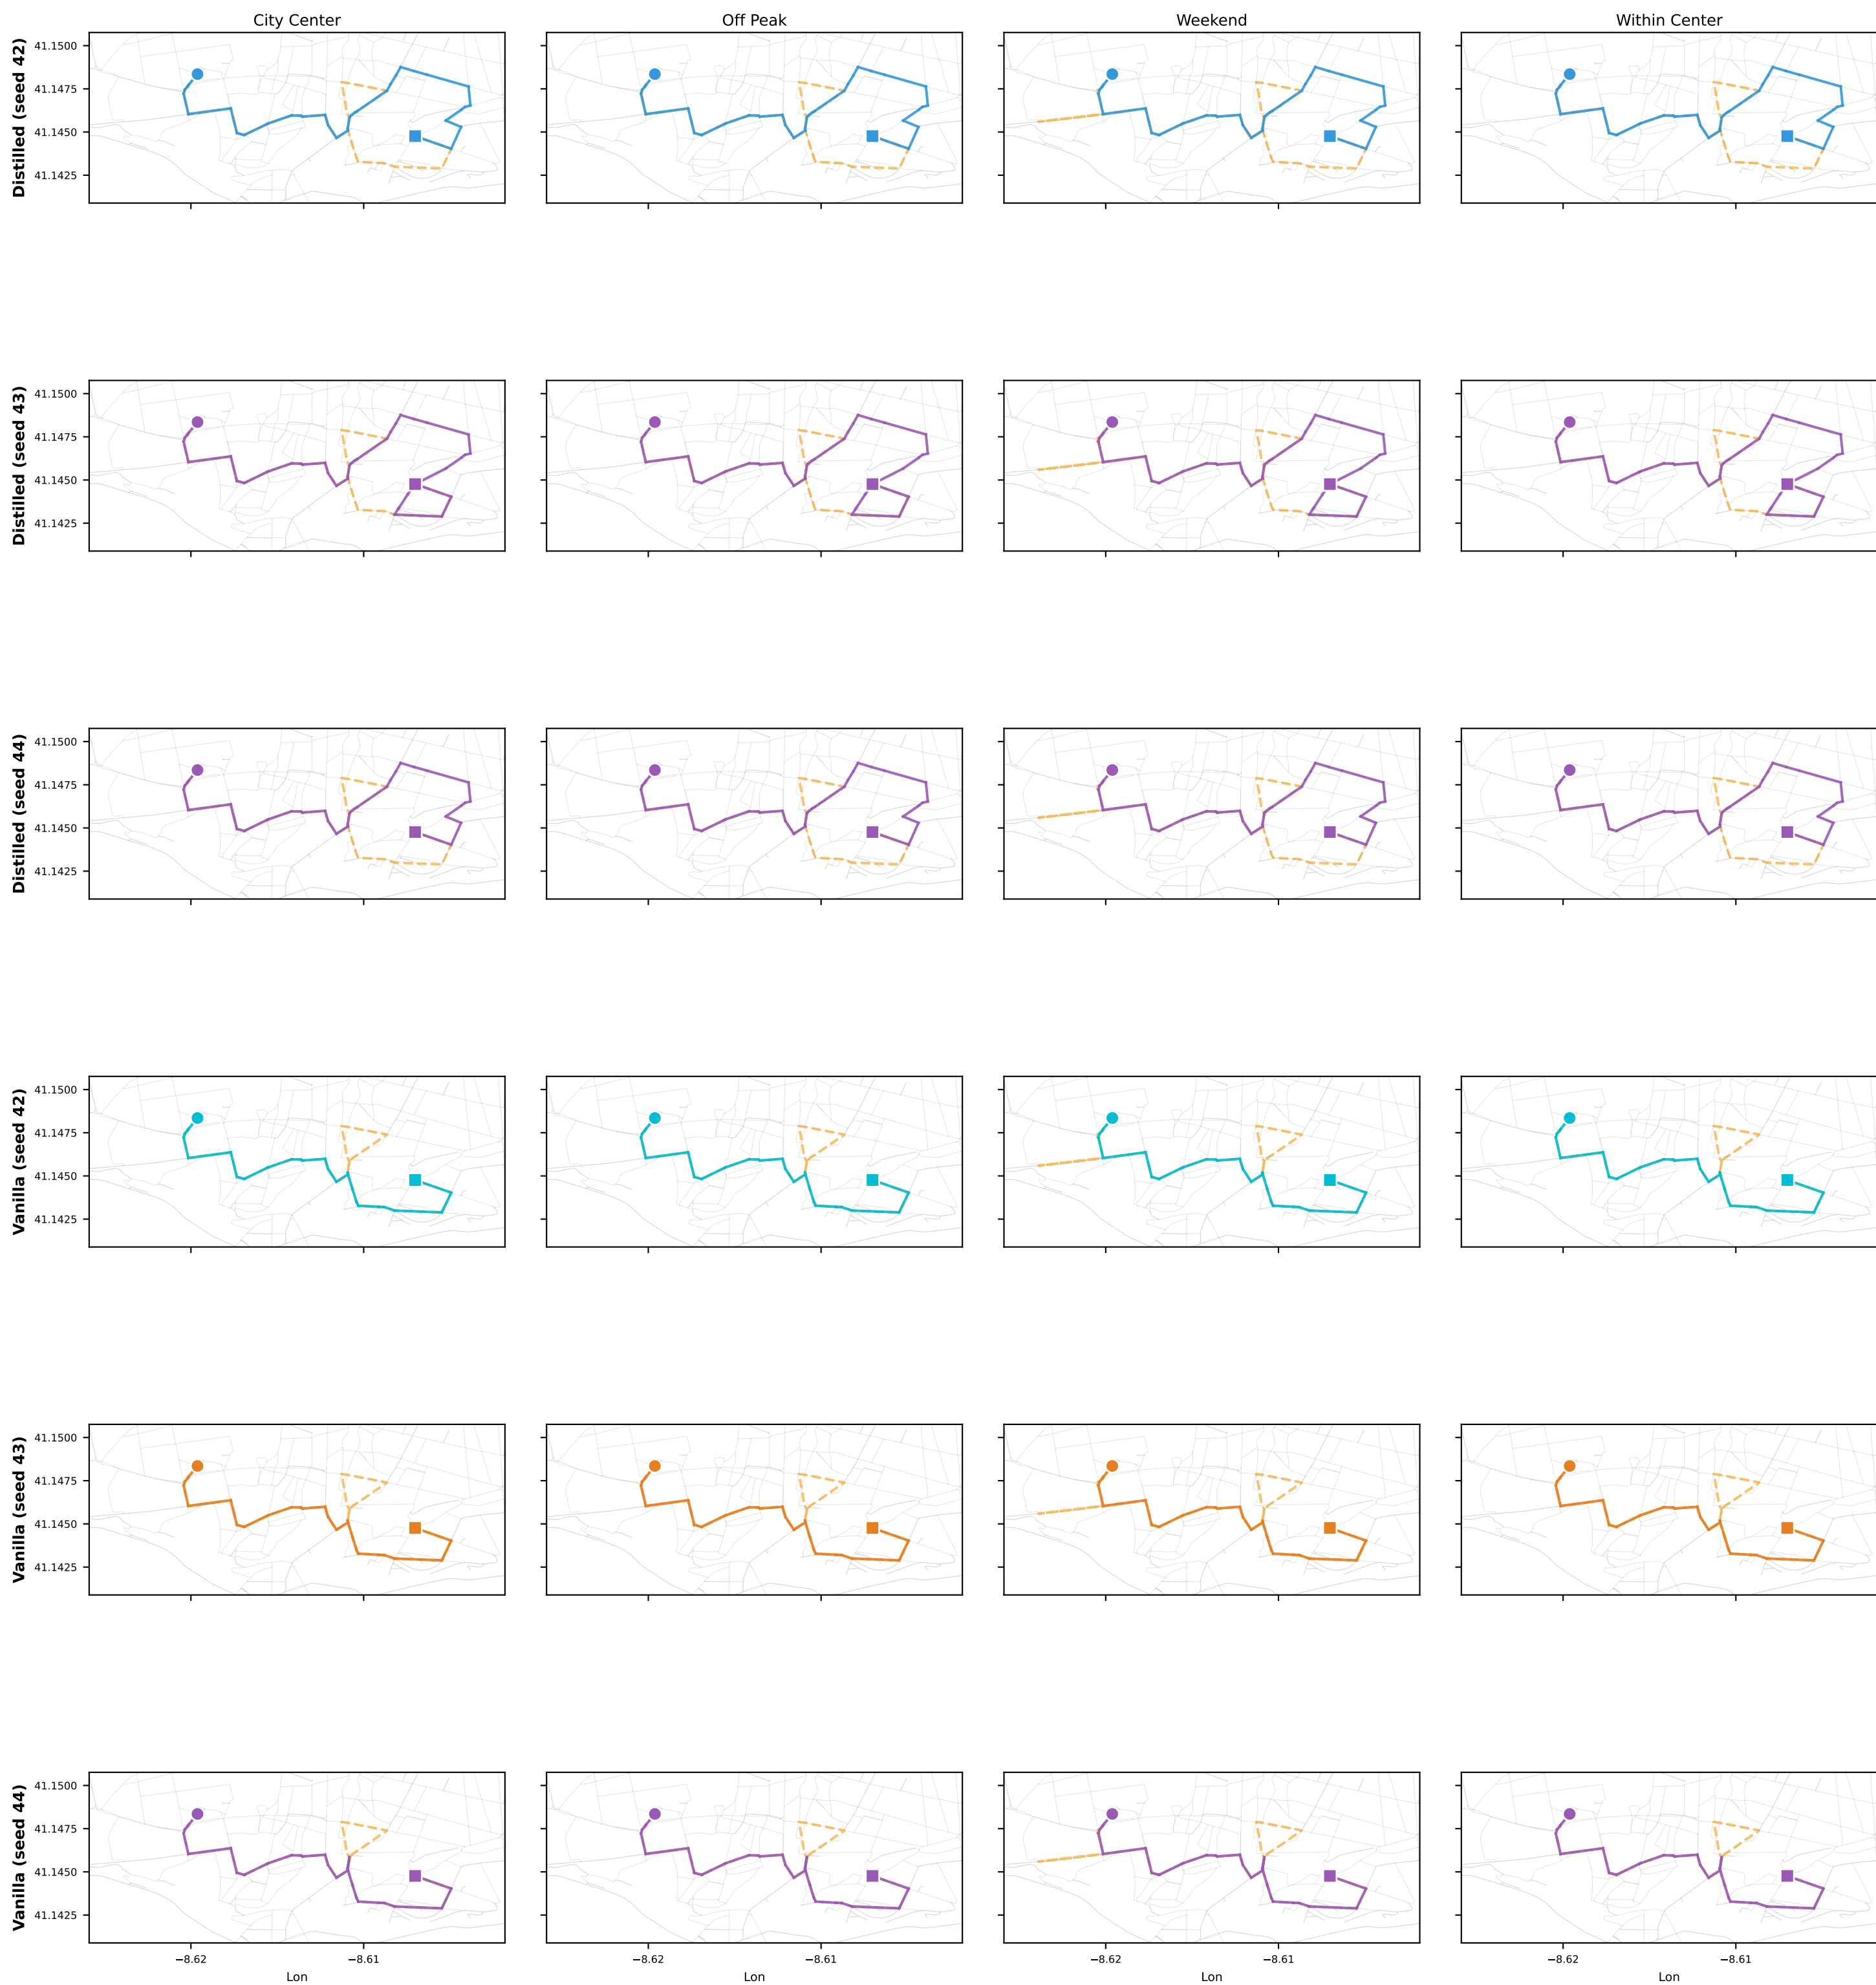 City Center Off Peak Weekend Within Center
Distilled (seed 42)
41.1500
41.1475
41.1450
41.1425
Distilled (seed 43)
41.1500
41.1475
41.1450
41.1425
Distilled (seed 44)
41.1500
41.1475
41.1450
41.1425
Vanilla (seed 42)
41.1500
41.1475
41.1450
41.1425
Vanilla (seed 43)
41.1500
41.1475
41.1450
41.1425
Vanilla (seed 44)
41.1500
41.1475
41.1450
41.1425
−8.62 −8.61 −8.62 −8.61 −8.62 −8.61 −8.62 −8.61
Lon Lon Lon Lon